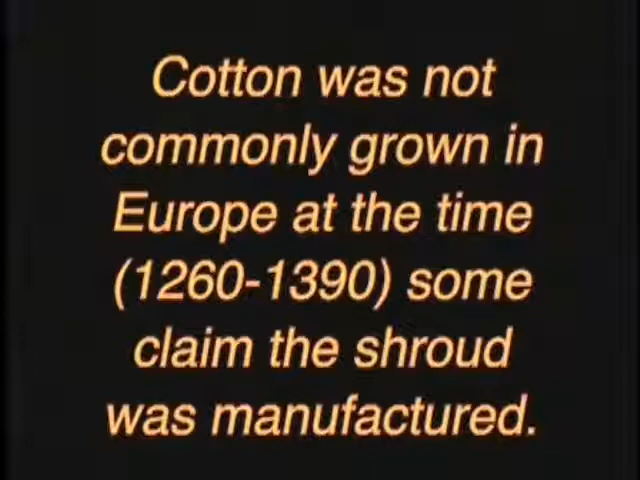 Cotton was not
commonly grown in
Europe at the time
(1260-1390) some
claim the shroud
was manufactured.